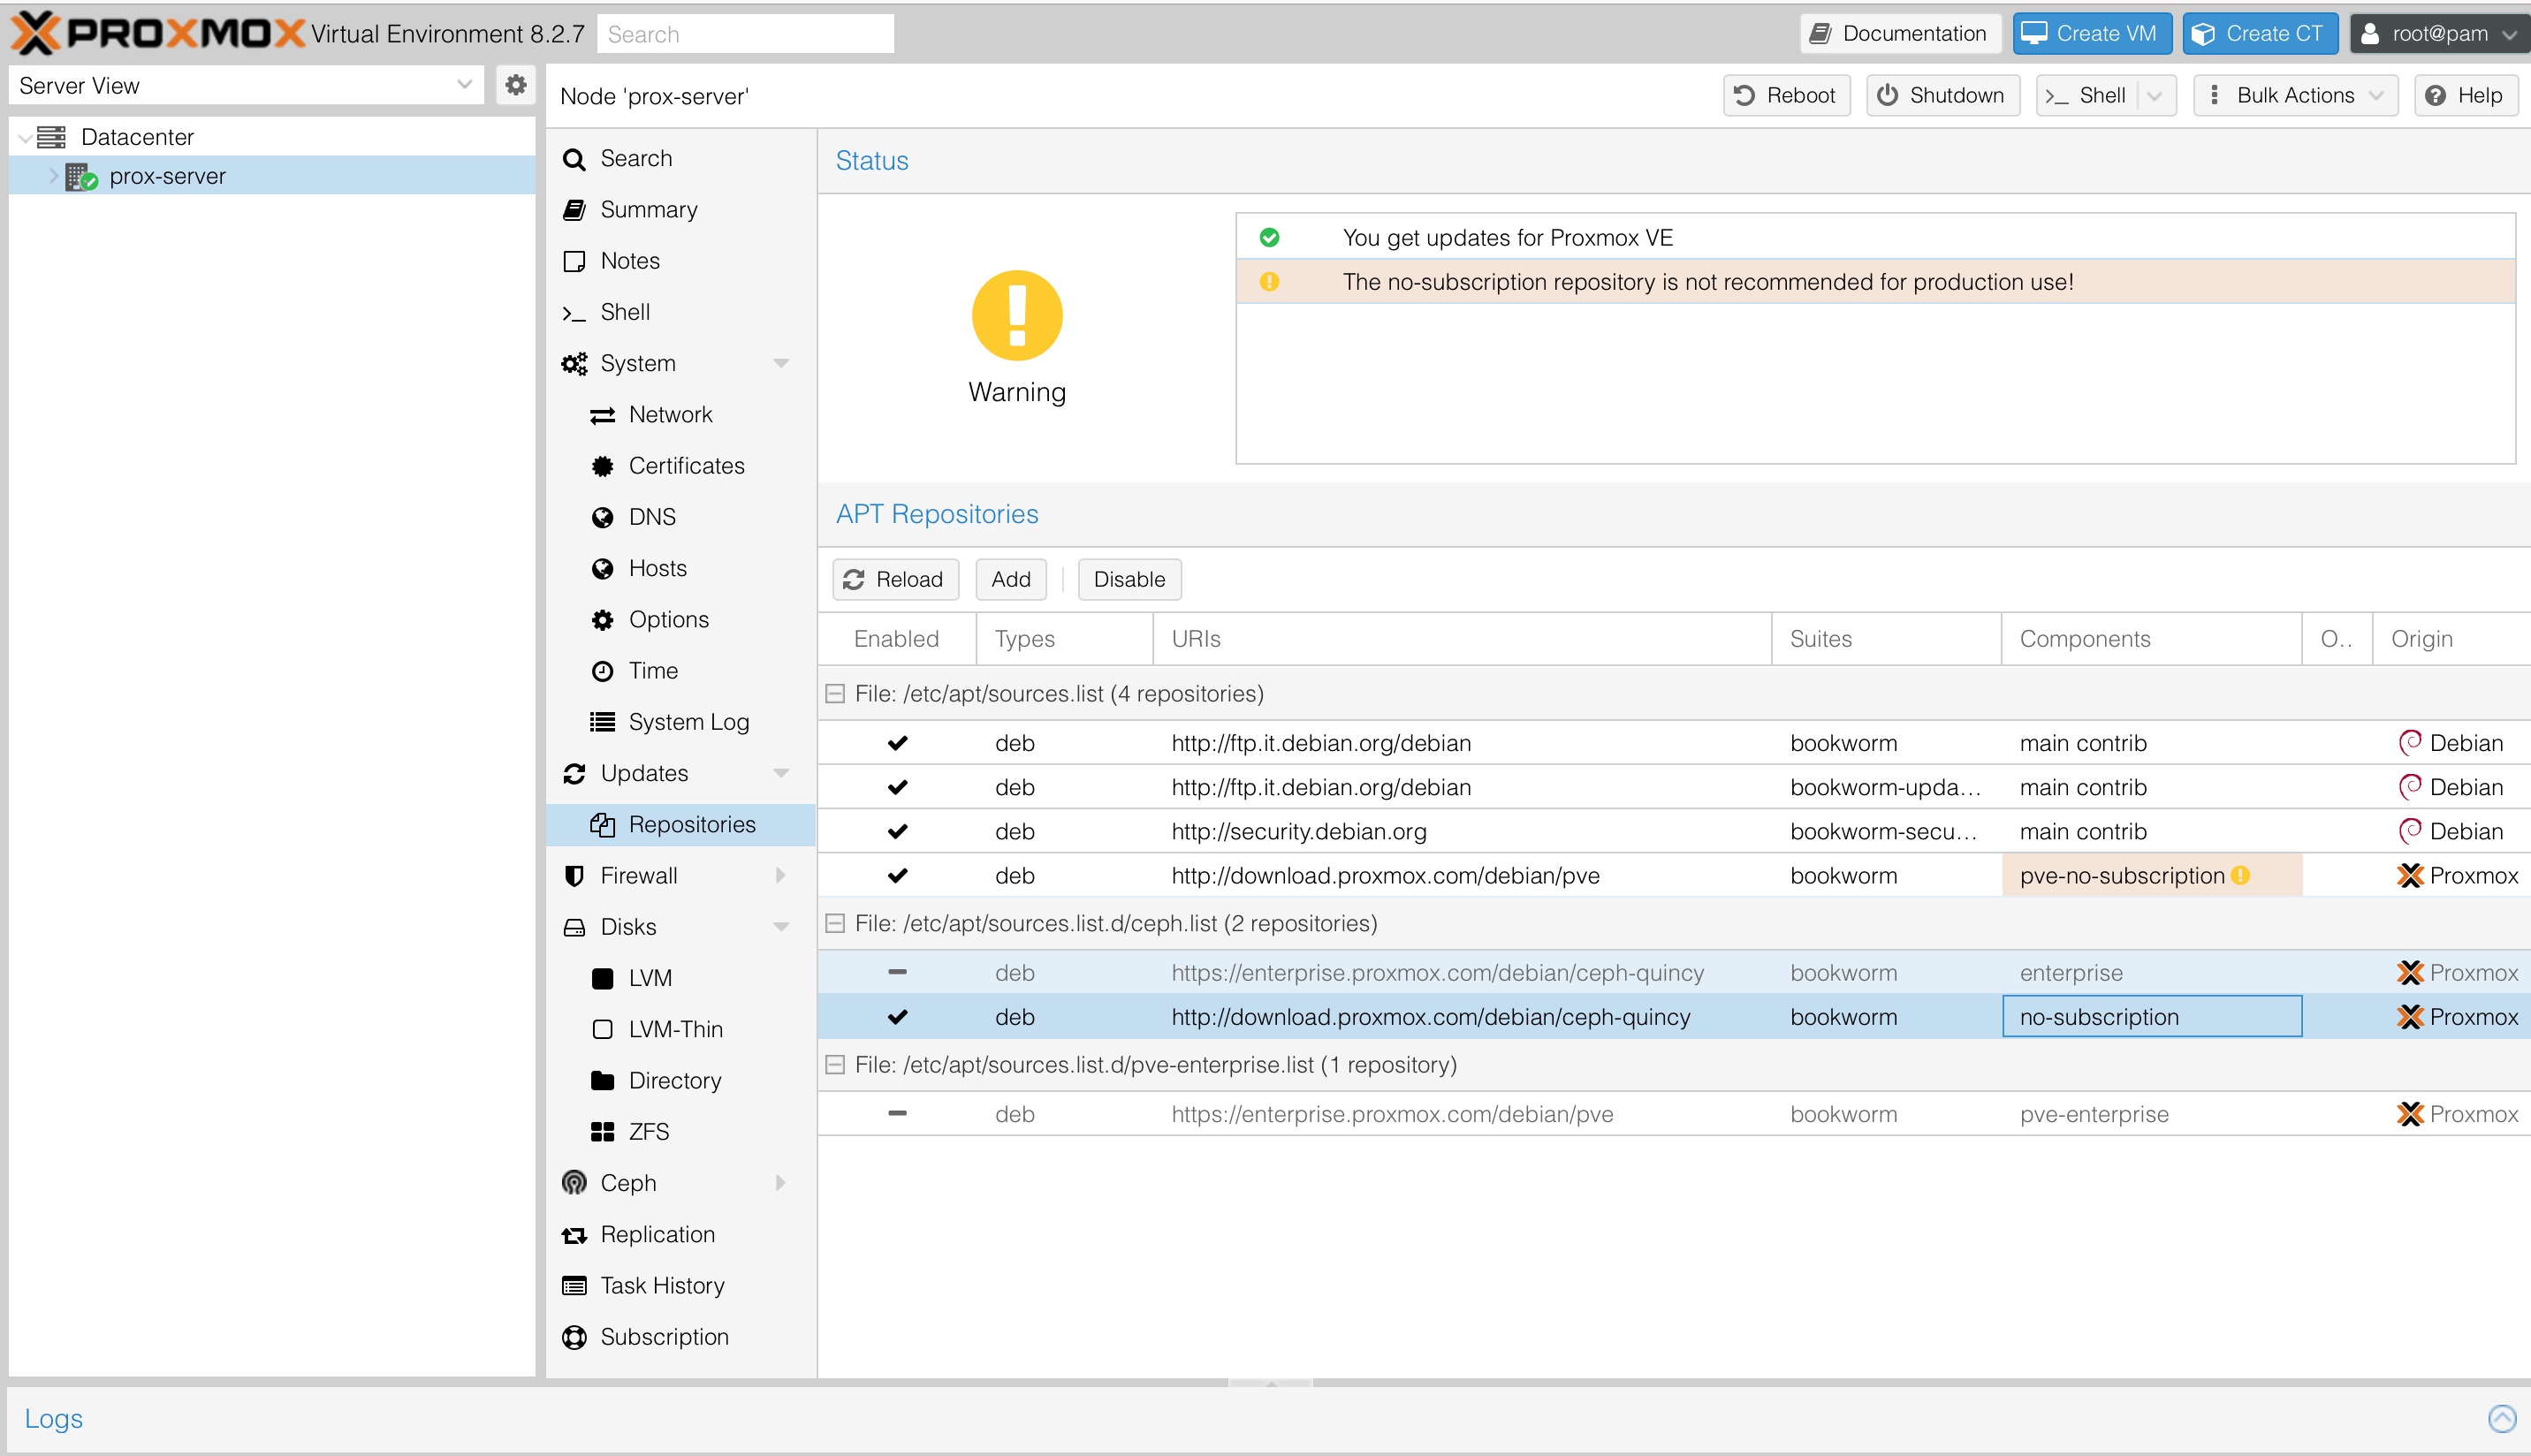 PROXMOX Virtual Environment 8.2.7 Search Documentation Create VM Create CT root@pam
Server View
Node 'prox-server' Reboot Shutdown Shell Bulk Actions Help
Datacenter
prox-server
Search
Summary
Notes
Shell
System
Network
Certificates
DNS
Hosts
Options
Time
System Log
Updates
Repositories
Firewall
Disks
LVM
LVM-Thin
Directory
ZFS
Ceph
Replication
Task History
Subscription
Status
Warning
You get updates for Proxmox VE
The no-subscription repository is not recommended for production use!
APT Repositories
Reload Add Disable
Enabled Types URIs Suites Components O.. Origin
File: /etc/apt/sources.list (4 repositories)
deb http://ftp.it.debian.org/debian bookworm main contrib Debian
deb http://ftp.it.debian.org/debian bookworm-upda... main contrib Debian
deb http://security.debian.org bookworm-secu... main contrib Debian
deb http://download.proxmox.com/debian/pve bookworm pve-no-subscription Proxmox
File: /etc/apt/sources.list.d/ceph.list (2 repositories)
deb https://enterprise.proxmox.com/debian/ceph-quincy bookworm enterprise Proxmox
deb http://download.proxmox.com/debian/ceph-quincy bookworm no-subscription Proxmox
File: /etc/apt/sources.list.d/pve-enterprise.list (1 repository)
deb https://enterprise.proxmox.com/debian/pve bookworm pve-enterprise Proxmox
Logs